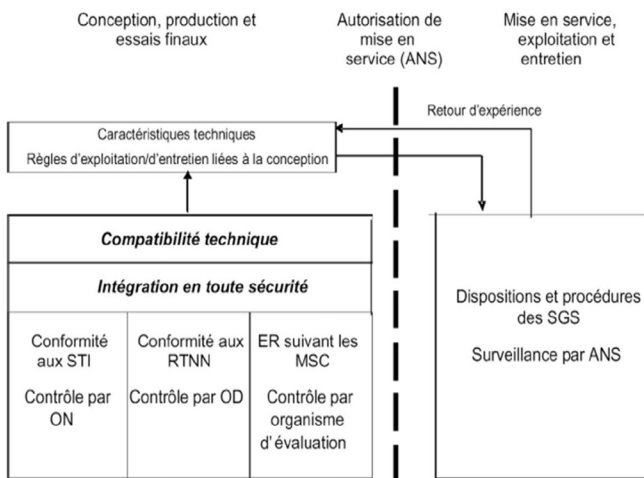 Conception, production et
essais finaux
Autorisation de
mise en
service (ANS)
Mise en service,
exploitation et
entretien
Retour d'expérience
Caractéristiques techniques
Règles d'exploitation/d'entretien liées à la conception
Compatibilité technique
Intégration en toute sécurité
Conformité
aux STI
Contrôle par
ON
Conformité aux
RTNN
Contrôle par OD
ER suivant les
MSC
Contrôle par
organisme
d'évaluation
Dispositions et procédures
des SGS
Surveillance par ANS